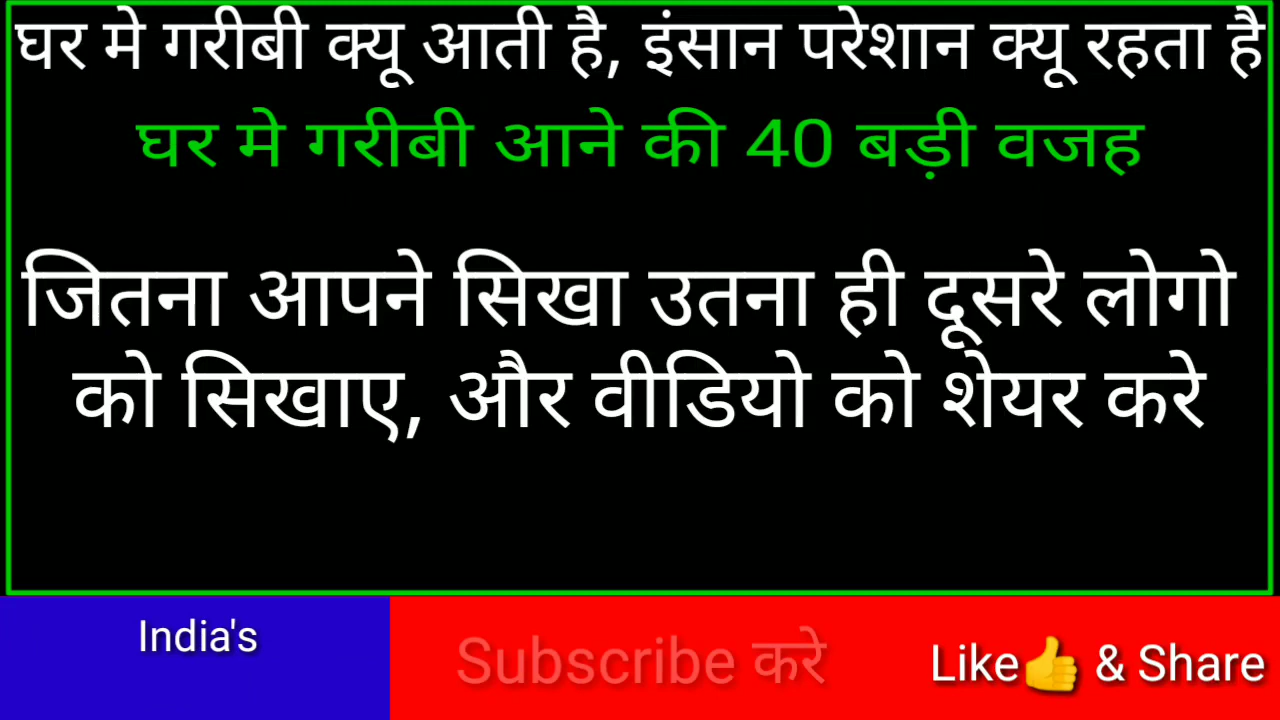 घर मे गरीबी क्यू आती है, इंसान परेशान क्यू रहता है
घर मे गरीबी आने की 40 बड़ी वजह
जितना आपने सिखा उतना ही दूसरे लोगो
को सिखाए, और वीडियो को शेयर करे
India's
Subscribe करे
Like👍 & Share